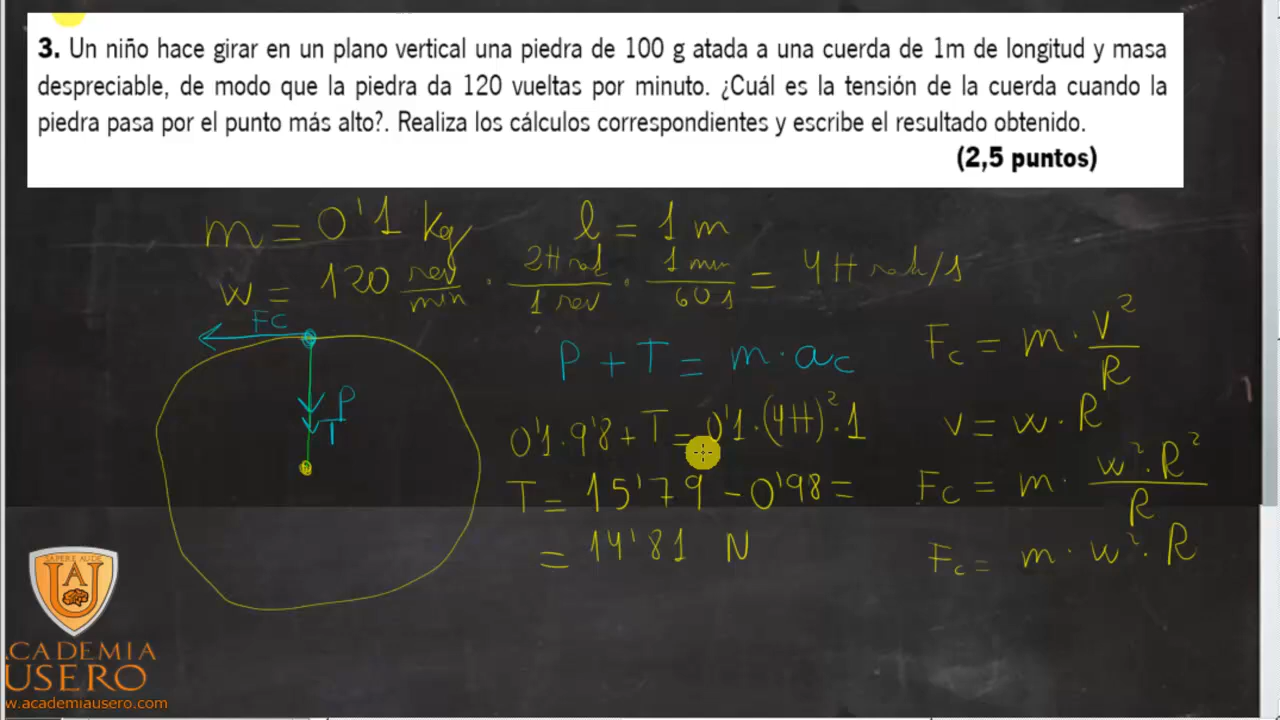 3. Un niño hace girar en un plano vertical una piedra de 100 g atada a una cuerda de 1m de longitud y masa
despreciable, de modo que la piedra da 120 vueltas por minuto. ¿Cuál es la tensión de la cuerda cuando la
piedra pasa por el punto más alto?. Realiza los cálculos correspondientes y escribe el resultado obtenido.
(2,5 puntos)
m = 0'1 kg l = 1 m
w = 120 rev/min · 2π rad/1 rev · 1 min/60 s = 4π rad/s
Fc
P
T
P + T = m · ac
0'1 · 9'8 + T = 0'1 · (4π)² · 1
T = 15'79 - 0'98 =
= 14'81 N
Fc = m · v²/R
v = w · R
Fc = m · w² · R²/R
Fc = m · w² · R
SAPERE AUDE
UA
ACADEMIA
USERO
w.academiausero.com